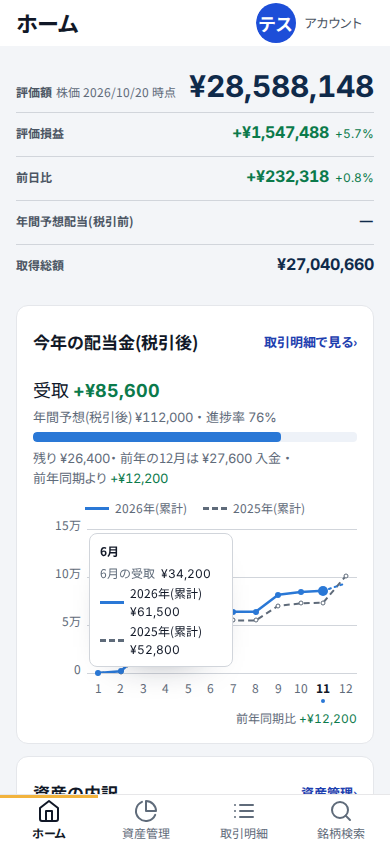 ホーム
テス アカウント
評価額 株価 2026/10/20 時点 ¥28,588,148
評価損益 +¥1,547,488 +5.7%
前日比 +¥232,318 +0.8%
年間予想配当(税引前) —
取得総額 ¥27,040,660
今年の配当金(税引後) 取引明細で見る›
受取 +¥85,600
年間予想(税引後) ¥112,000・進捗率 76%
残り ¥26,400・前年の12月は ¥27,600 入金・
前年同期より +¥12,200
2026年(累計) 2025年(累計)
15万
10万
5万
0
6月
6月の受取 ¥34,200
2026年(累計)
¥61,500
2025年(累計)
¥52,800
1 2 3 4 5 6 7 8 9 10 11 12
前年同期比 +¥12,200
資産の内訳 資産管理›
ホーム 資産管理 取引明細 銘柄検索